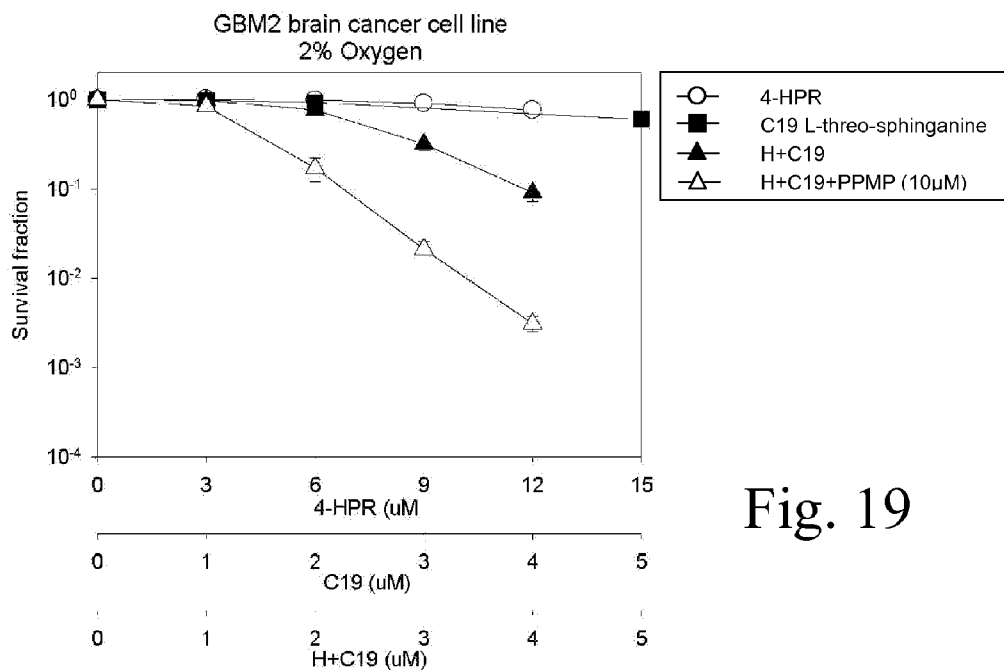 GBM2 brain cancer cell line
2% Oxygen
4-HPR
C19 L-threo-sphinganine
H+C19
H+C19+PPMP (10µM)
Survival fraction
10⁰
10⁻¹
10⁻²
10⁻³
10⁻⁴
0 3 6 9 12 15
4-HPR (uM
0 1 2 3 4 5
C19 (uM)
0 1 2 3 4 5
H+C19 (uM)
Fig. 19